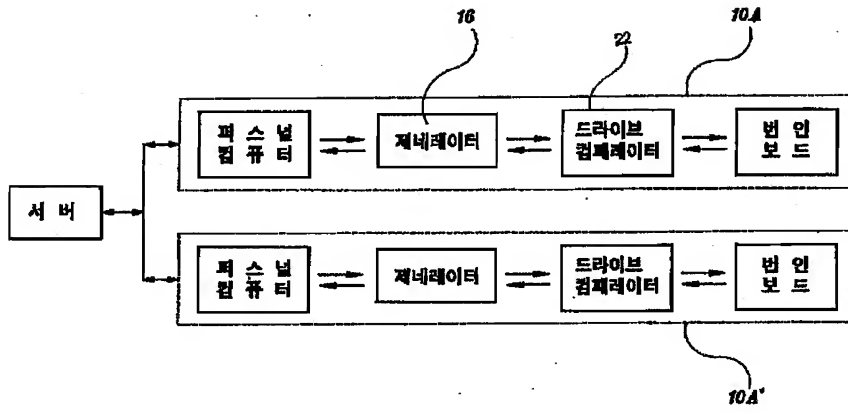 16
22
10A
퍼 스 널
컴 퓨 터
제네레이터
드라이브
컴패레이터
번 인
보 드
서 버
퍼 스 널
컴 퓨 터
제네레이터
드라이브
컴패레이터
번 인
보 드
10A'